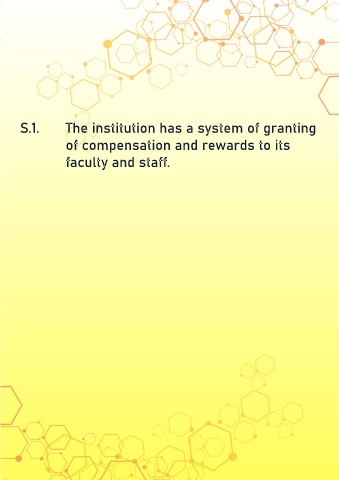 S.1. The institution has a system of granting
of compensation and rewards to its
faculty and staff.